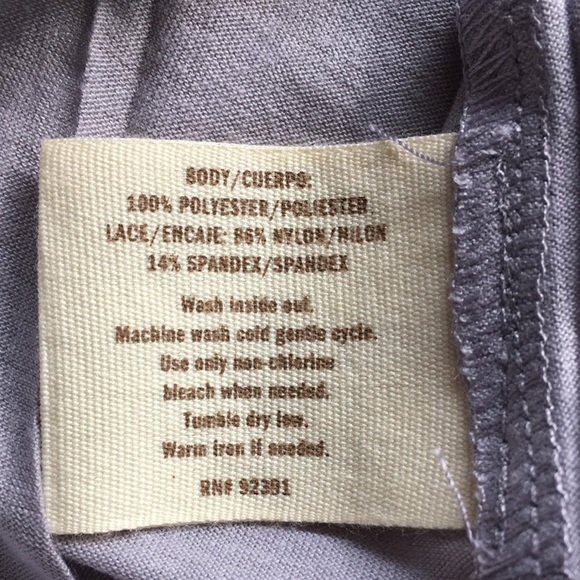 BODY/CUERPO:
100% POLYESTER/POLIESTER
LACE/ENCAJE: 86% NYLON/NILON
14% SPANDEX/SPANDEX
Wash inside out.
Machine wash cold gentle cycle.
Use only non-chlorine
bleach when needed.
Tumble dry low.
Warm iron if needed.
RN# 92391